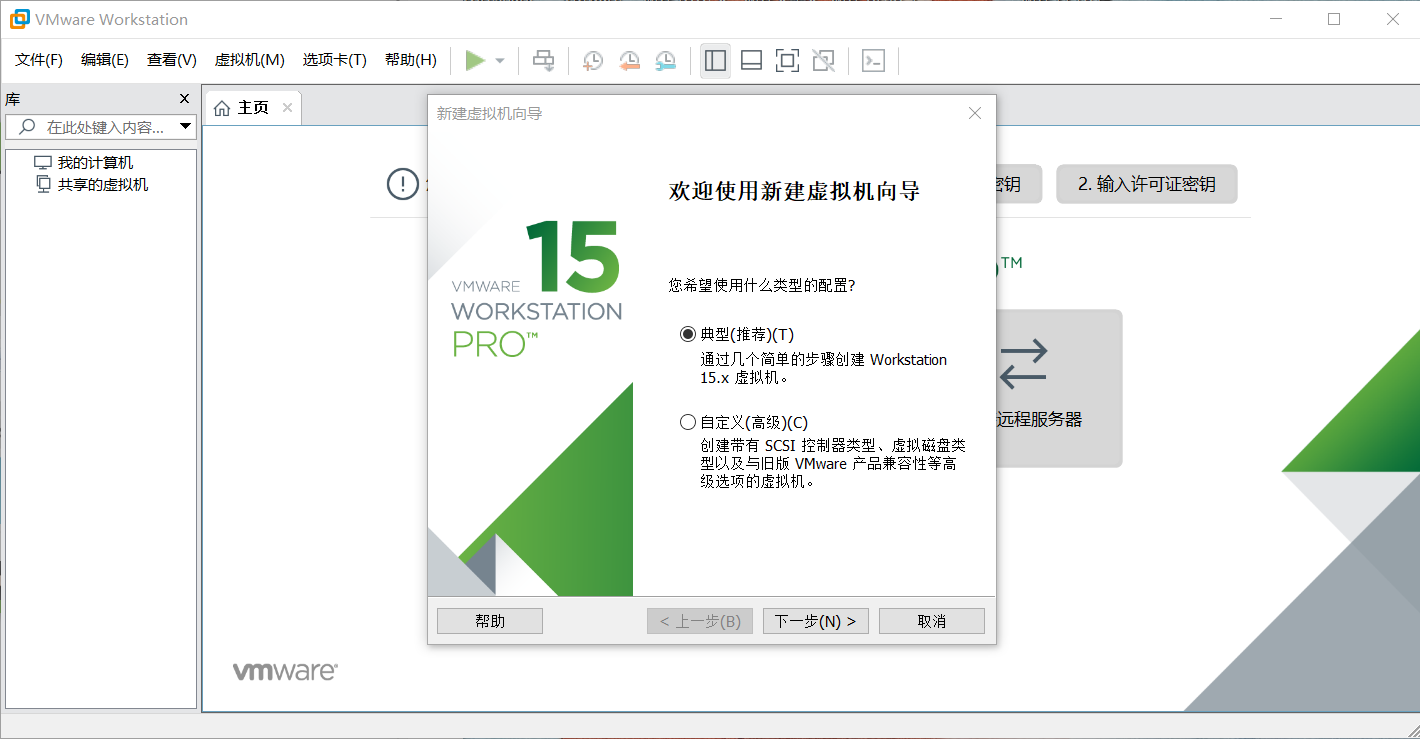 VMware Workstation
文件(F) 编辑(E) 查看(V) 虚拟机(M) 选项卡(T) 帮助(H)
库
在此处键入内容...
我的计算机
共享的虚拟机
主页
密钥
2. 输入许可证密钥
TM
远程服务器
vmware®
新建虚拟机向导
VMWARE 15
WORKSTATION
PRO™
欢迎使用新建虚拟机向导
您希望使用什么类型的配置?
典型(推荐)(T)
通过几个简单的步骤创建 Workstation
15.x 虚拟机。
自定义(高级)(C)
创建带有 SCSI 控制器类型、虚拟磁盘类
型以及与旧版 VMware 产品兼容性等高
级选项的虚拟机。
帮助
< 上一步(B)
下一步(N) >
取消